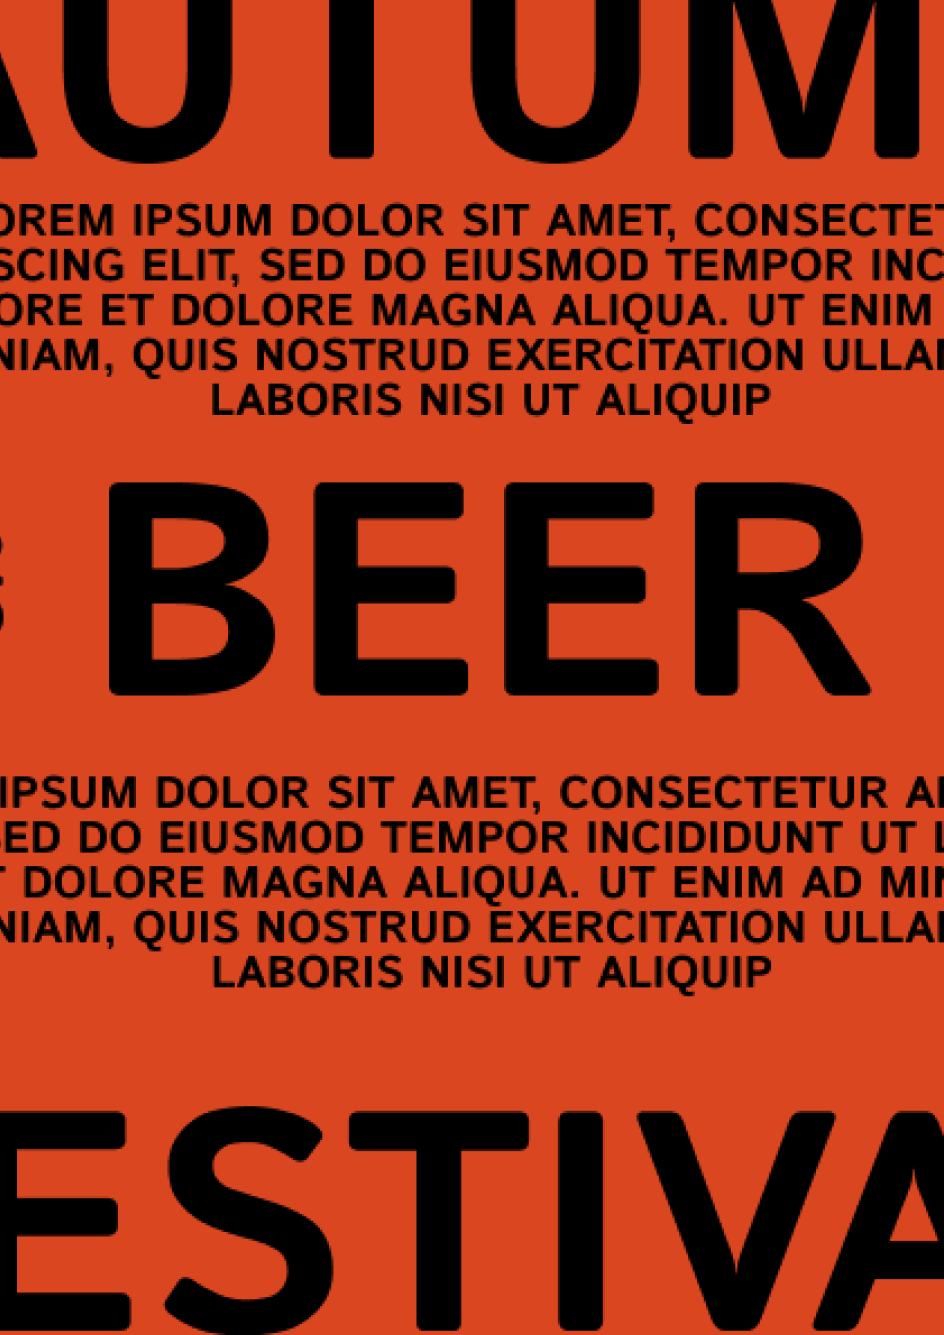 AUTUM
OREM IPSUM DOLOR SIT AMET, CONSECTET
SCING ELIT, SED DO EIUSMOD TEMPOR INC
ORE ET DOLORE MAGNA ALIQUA. UT ENIM
NIAM, QUIS NOSTRUD EXERCITATION ULLA
LABORIS NISI UT ALIQUIP
BEER
IPSUM DOLOR SIT AMET, CONSECTETUR A
SED DO EIUSMOD TEMPOR INCIDIDUNT UT L
T DOLORE MAGNA ALIQUA. UT ENIM AD MIN
NIAM, QUIS NOSTRUD EXERCITATION ULLA
LABORIS NISI UT ALIQUIP
ESTIVA